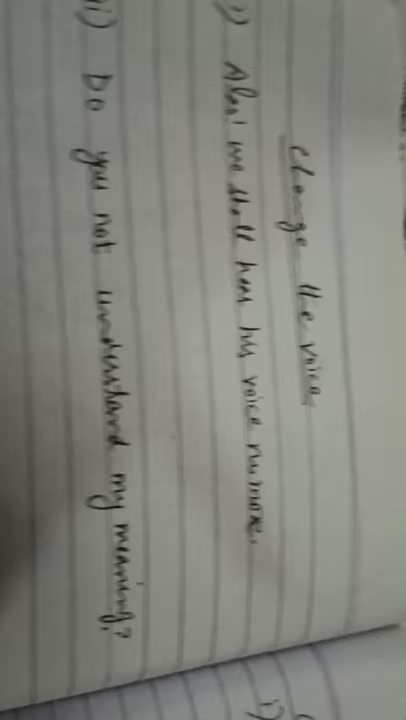 Change the voice
i) Alas! we shall hear his voice no more.
ii) Do you not understand my meaning?